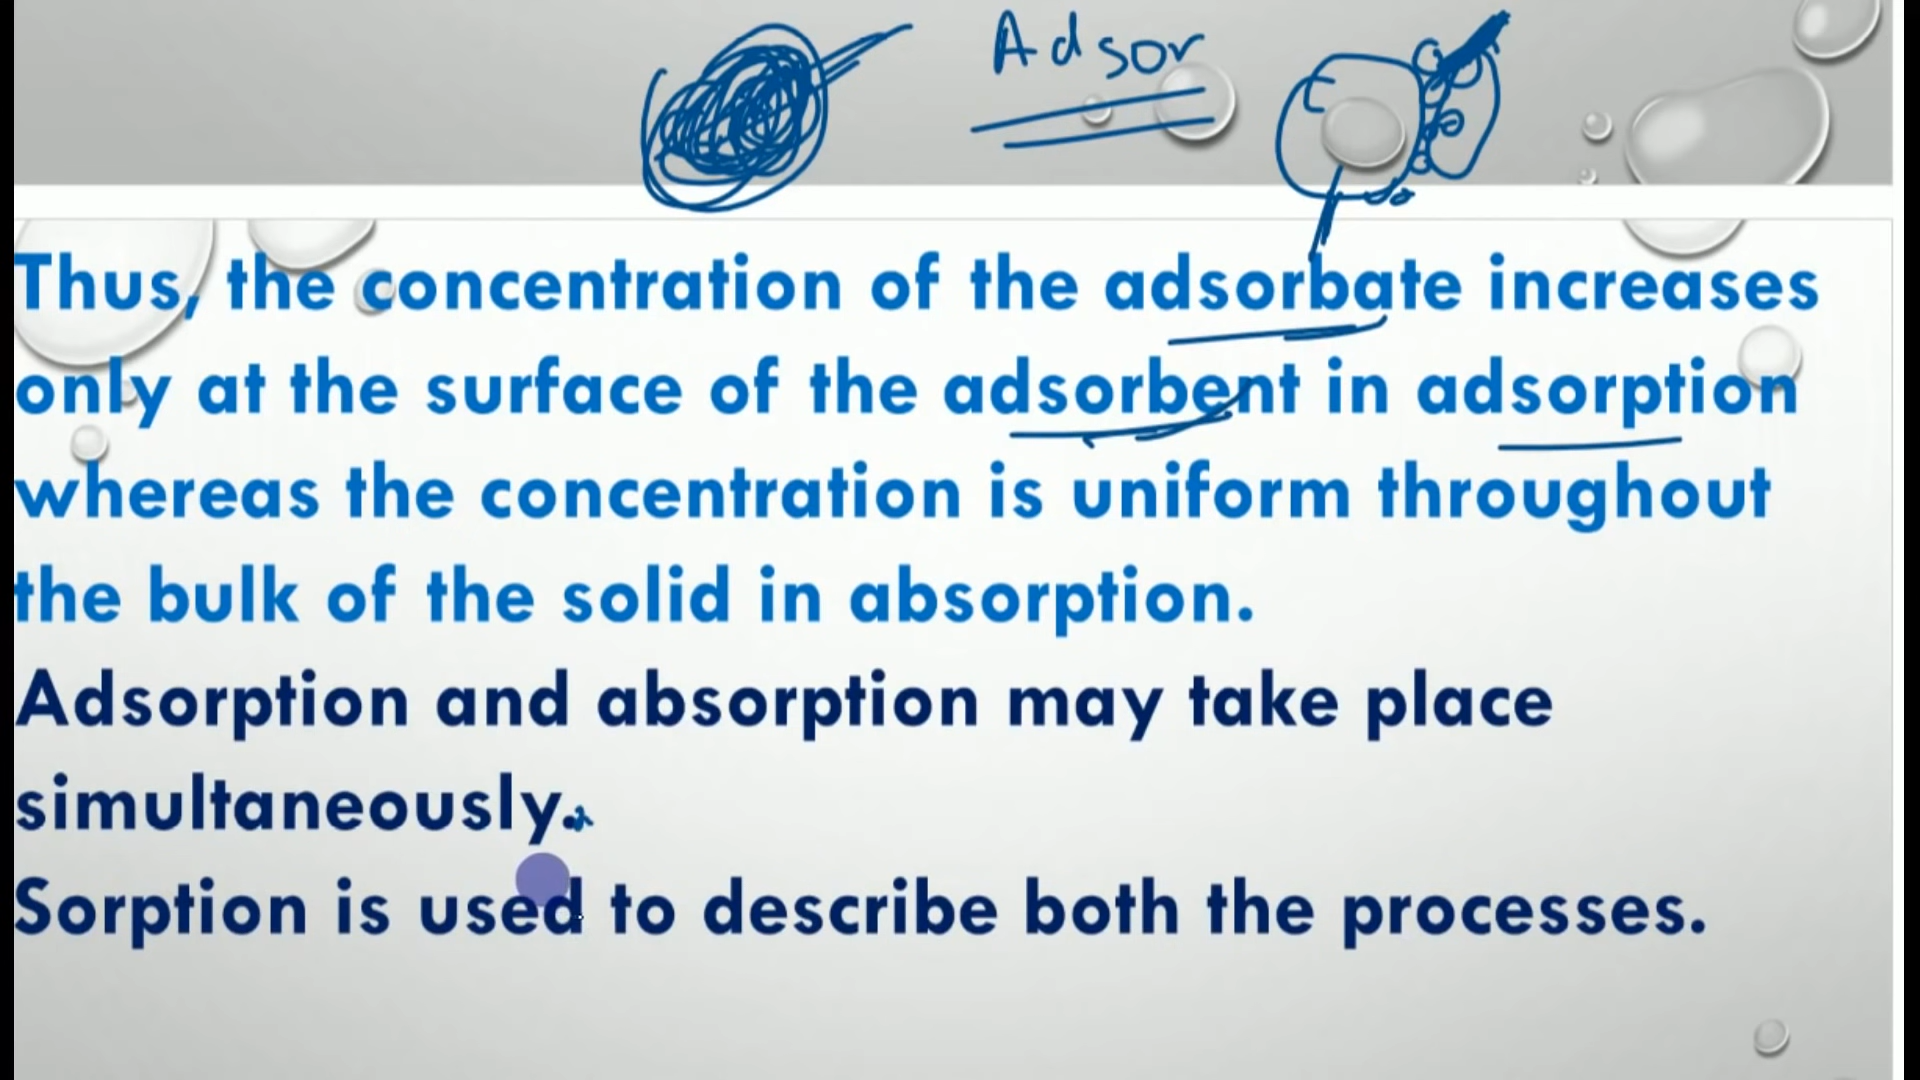 Adsor
Thus, the concentration of the adsorbate increases
only at the surface of the adsorbent in adsorption
whereas the concentration is uniform throughout
the bulk of the solid in absorption.
Adsorption and absorption may take place
simultaneously.
Sorption is used to describe both the processes.